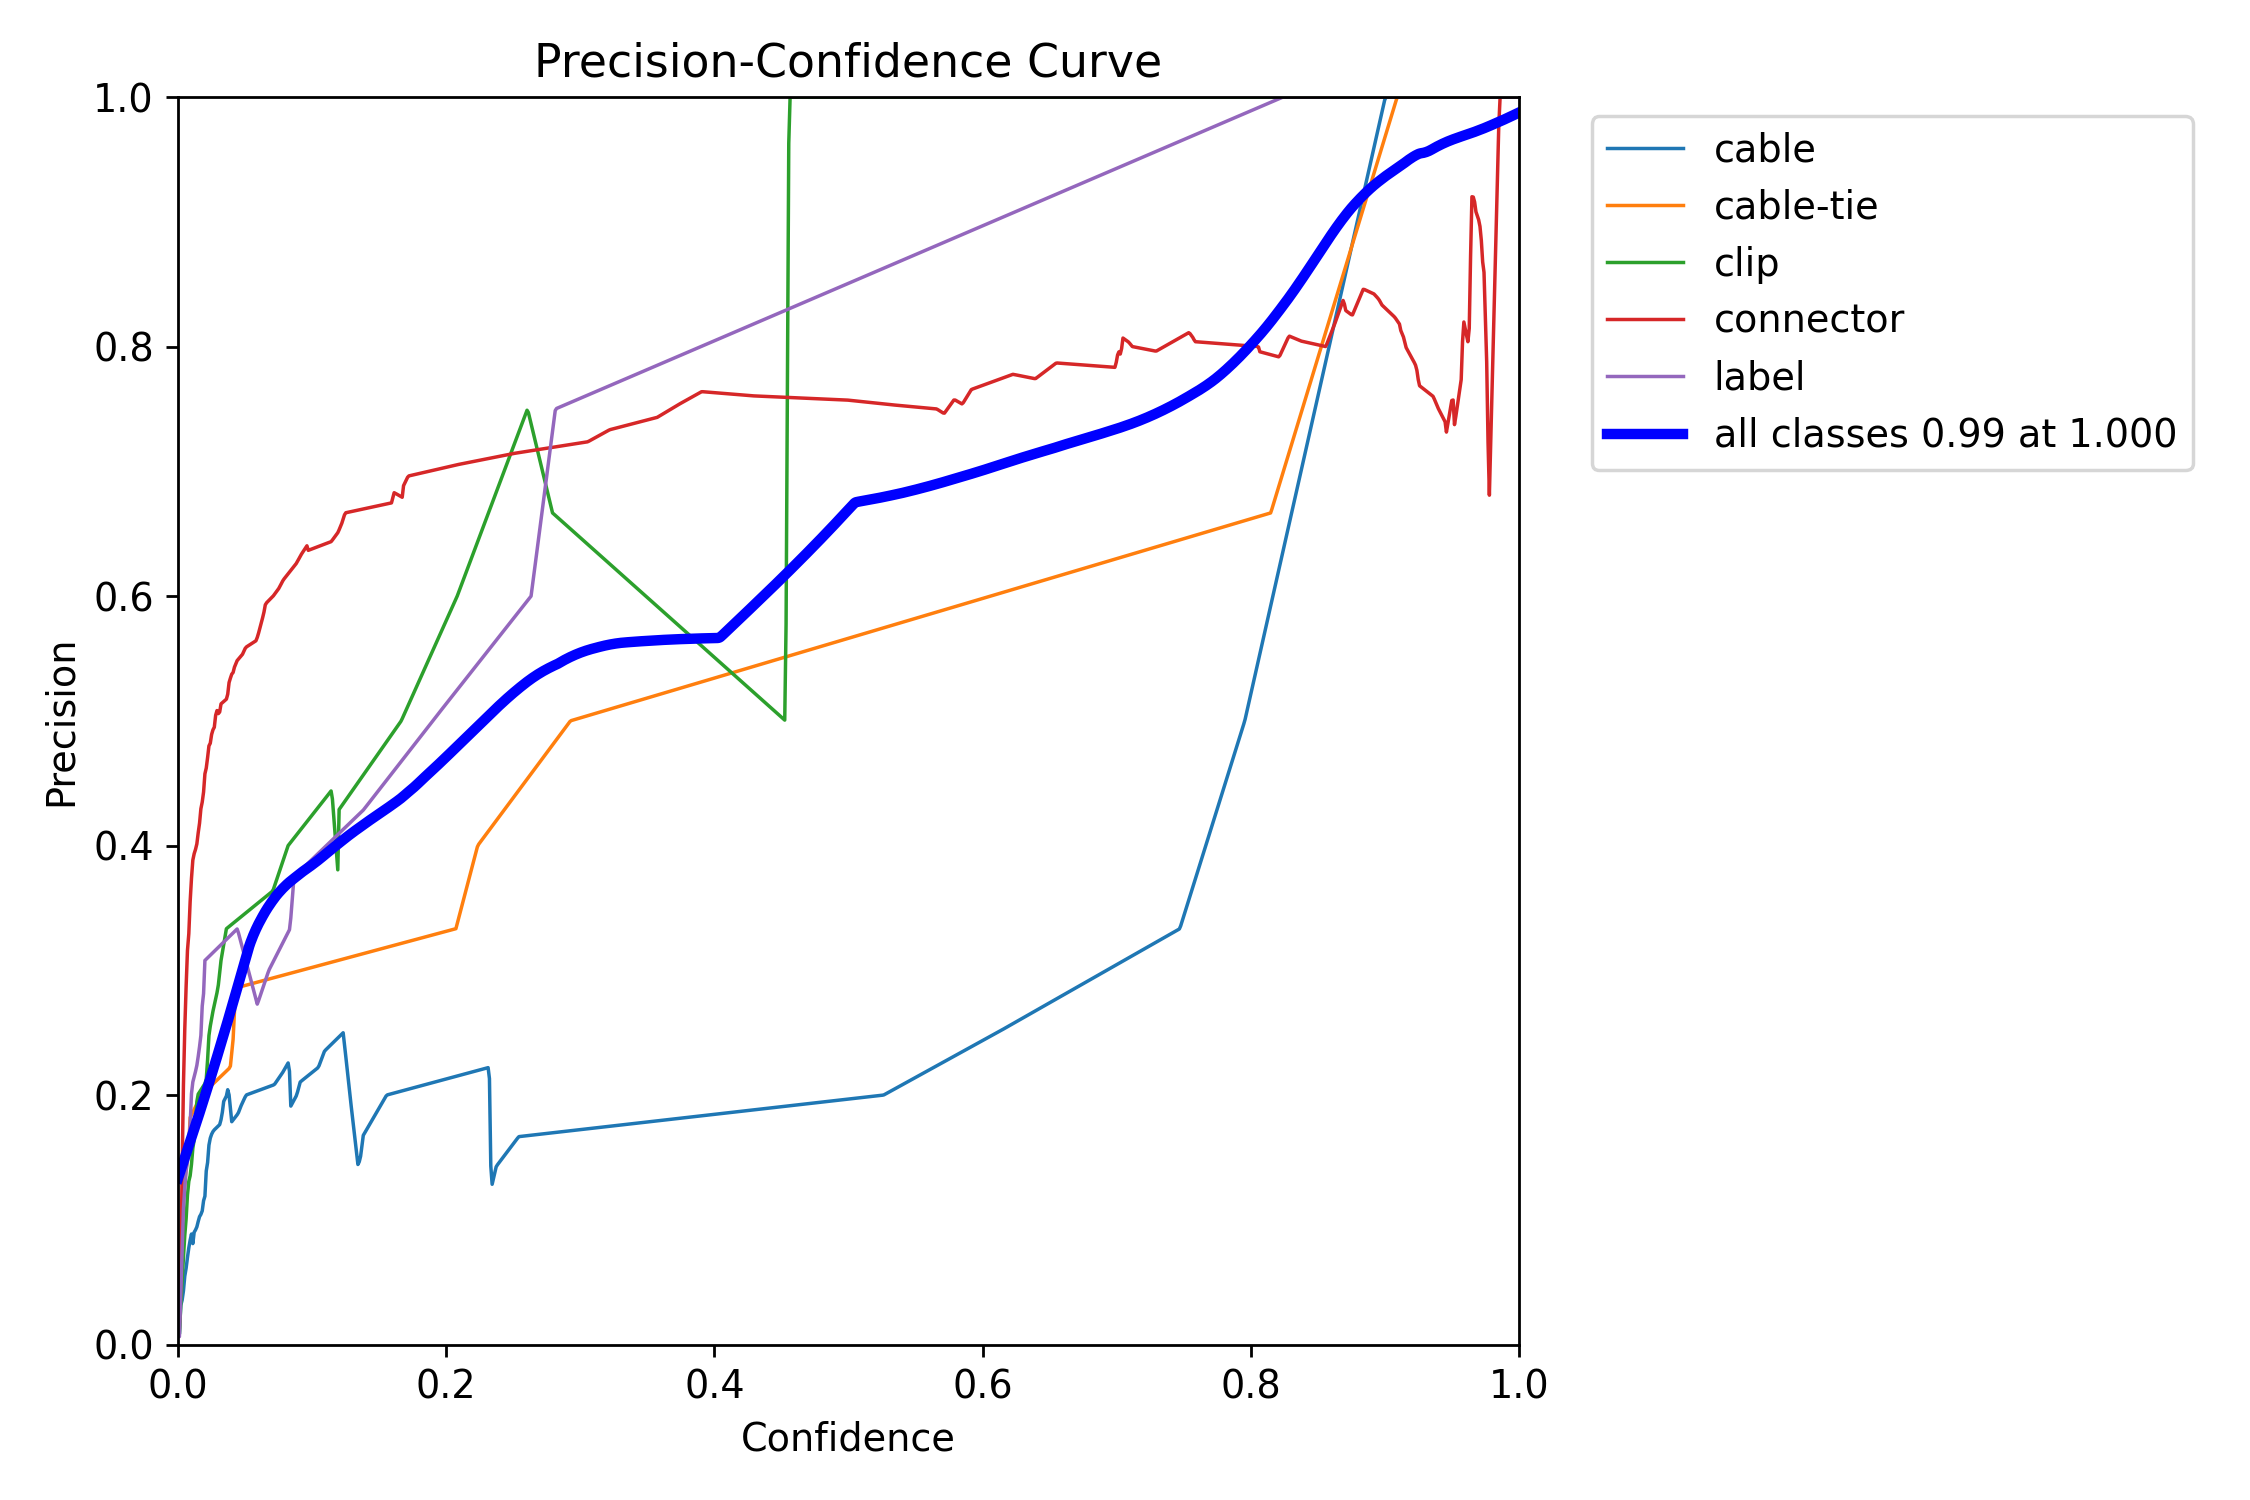 Precision-Confidence Curve
1.0
0.8
0.6
0.4
0.2
0.0
Precision
0.0 0.2 0.4 0.6 0.8 1.0
Confidence
cable
cable-tie
clip
connector
label
all classes 0.99 at 1.000